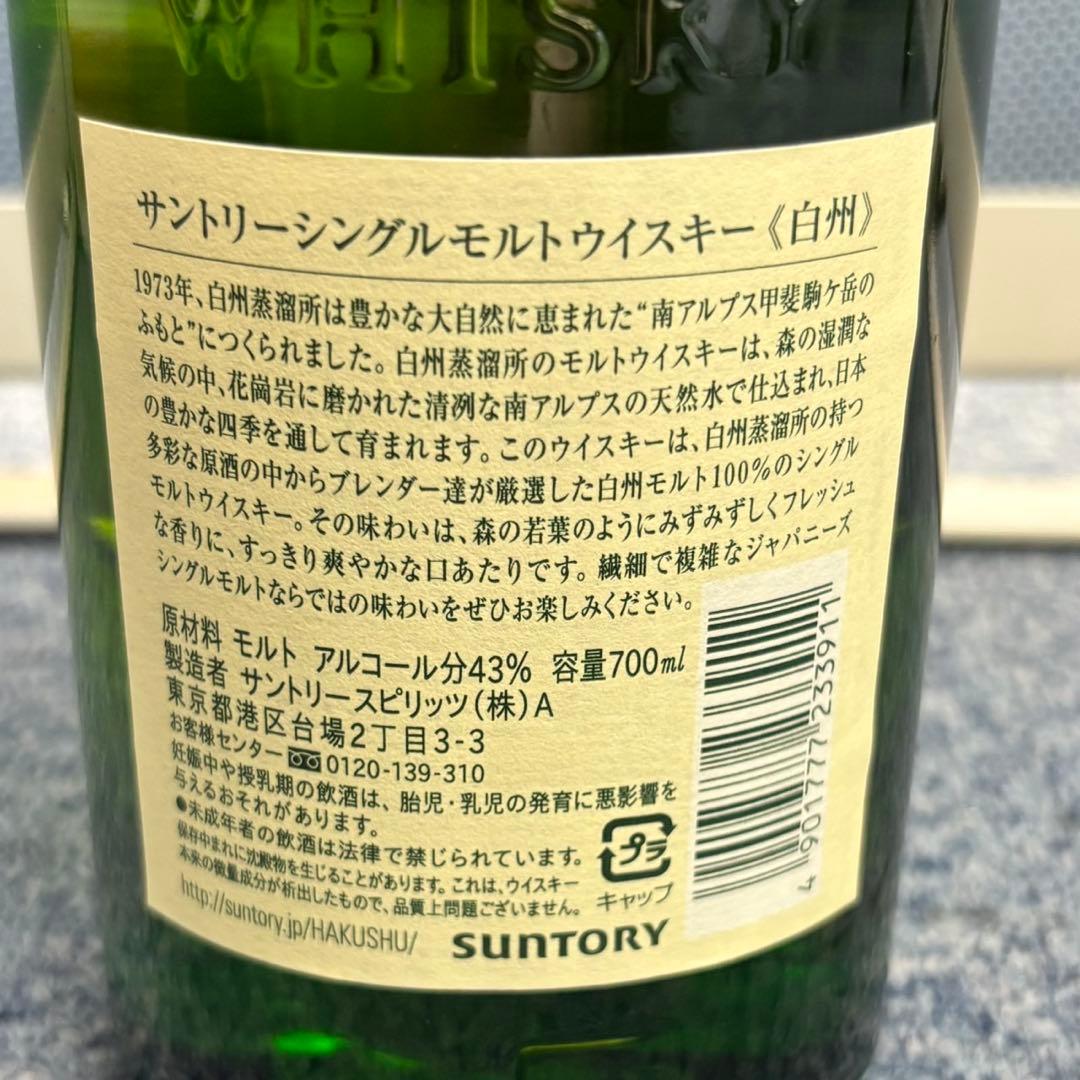 WHISKY
サントリーシングルモルトウイスキー《白州》
1973年、白州蒸溜所は豊かな大自然に恵まれた“南アルプス甲斐駒ケ岳の
ふもと”につくられました。白州蒸溜所のモルトウイスキーは、森の湿潤な
気候の中、花崗岩に磨かれた清冽な南アルプスの天然水で仕込まれ、日本
の豊かな四季を通して育まれます。このウイスキーは、白州蒸溜所の持つ
多彩な原酒の中からブレンダー達が厳選した白州モルト100%のシングル
モルトウイスキー。その味わいは、森の若葉のようにみずみずしくフレッシュ
な香りに、すっきり爽やかな口あたりです。繊細で複雑なジャパニーズ
シングルモルトならではの味わいをぜひお楽しみください。
原材料 モルト アルコール分43% 容量700ml
製造者 サントリースピリッツ(株)A
東京都港区台場2丁目3-3
お客様センター 0120-139-310
妊娠中や授乳期の飲酒は、胎児・乳児の発育に悪影響を
与えるおそれがあります。
●未成年者の飲酒は法律で禁じられています。
保存中まれに沈殿物を生じることがあります。これは、ウイスキー
本来の微量成分が析出したもので、品質上問題ございません。
プラ
キャップ
http://suntory.jp/HAKUSHU/
SUNTORY
4 901777 233911